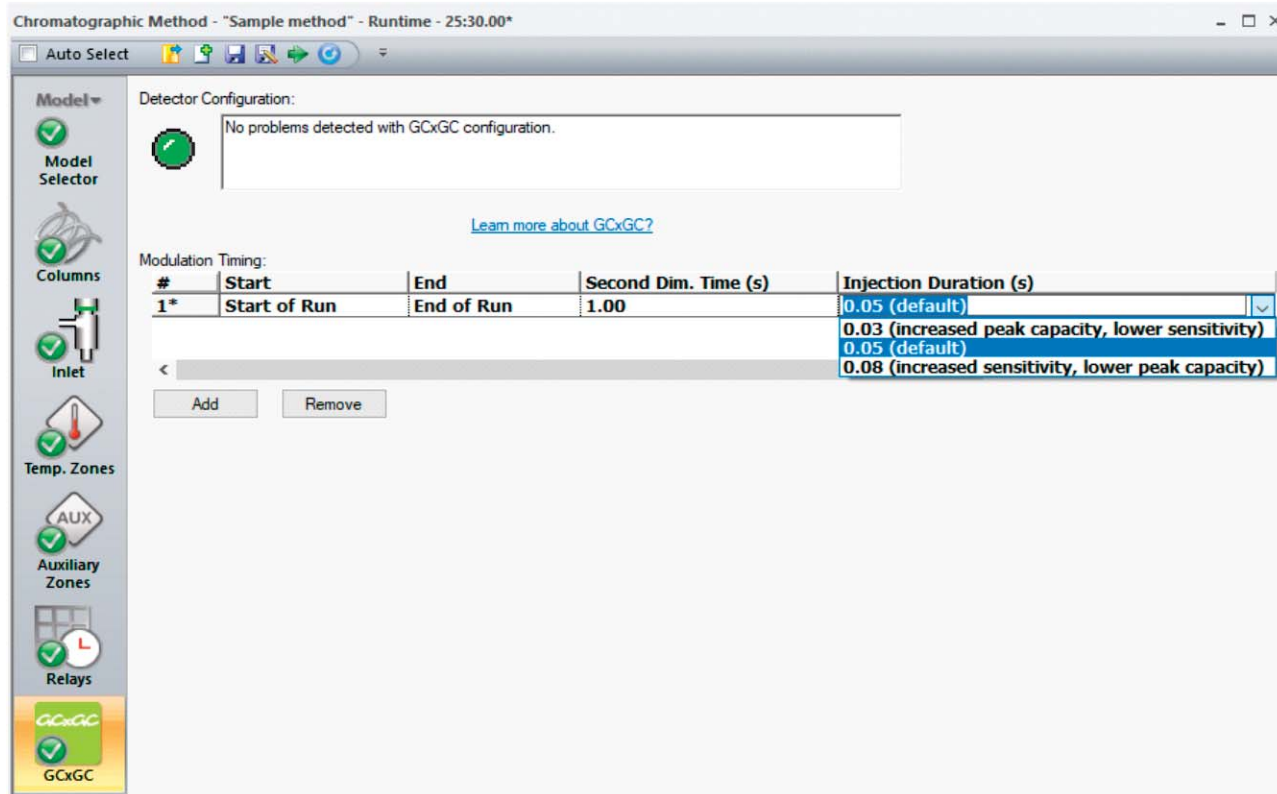 Chromatographic Method - "Sample method" - Runtime - 25:30.00*
Auto Select
Model
Model
Selector
Columns
Inlet
Temp. Zones
AUX
Auxiliary
Zones
Relays
GCxGC
GCxGC
Detector Configuration:
No problems detected with GCxGC configuration.
Learn more about GCxGC?
Modulation Timing:
# Start End Second Dim. Time (s) Injection Duration (s)
1* Start of Run End of Run 1.00 0.05 (default)
0.03 (increased peak capacity, lower sensitivity)
0.05 (default)
0.08 (increased sensitivity, lower peak capacity)
Add Remove